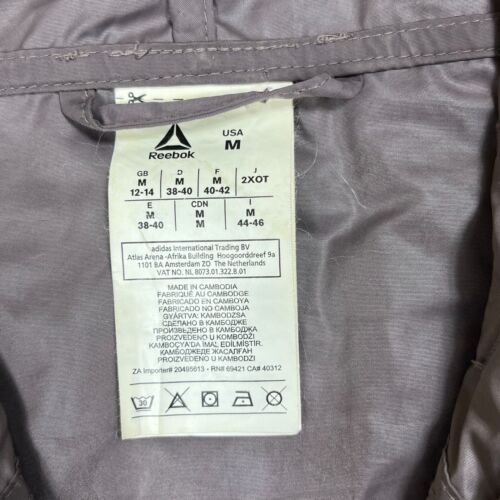 Reebok
USA
M
GB D F J
M M M 2XOT
12-14 38-40 40-42
E CDN I
M M M
38-40 M 44-46
adidas International Trading BV
Atlas Arena -Afrika Building Hoogoorddreef 9a
1101 BA Amsterdam ZO The Netherlands
VAT NO. NL 8073.01.322.B.01
MADE IN CAMBODIA
FABRIQUÉ AU CAMBODGE
FABRICADO EN CAMBOYA
FABRICADO NO CAMBOJA
GYÁRTVA: KAMBODZSA
СДЕЛАНО В КАМБОДЖЕ
ПРОИЗВЕДЕНО В КАМБОДЖА
PROIZVEDENO U KAMBODŽI
KAMBOÇYA'DA İMAL EDİLMİŞTİR.
КАМБОДЖЕДЕ ЖАСАЛҒАН
PROIZVEDENO U KAMBODZI
ZA Importer# 20495613 • RN# 69421 CA# 40312
30